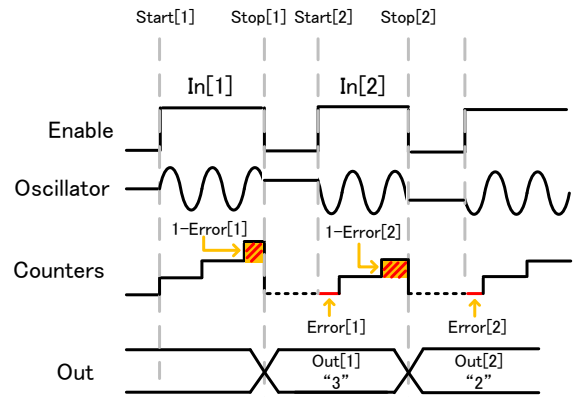 Start[1] Stop[1] Start[2] Stop[2]
In[1] In[2]
Enable
Oscillator
1-Error[1] 1-Error[2]
Counters
Error[1] Error[2]
Out
Out[1] Out[2]
“3” “2”